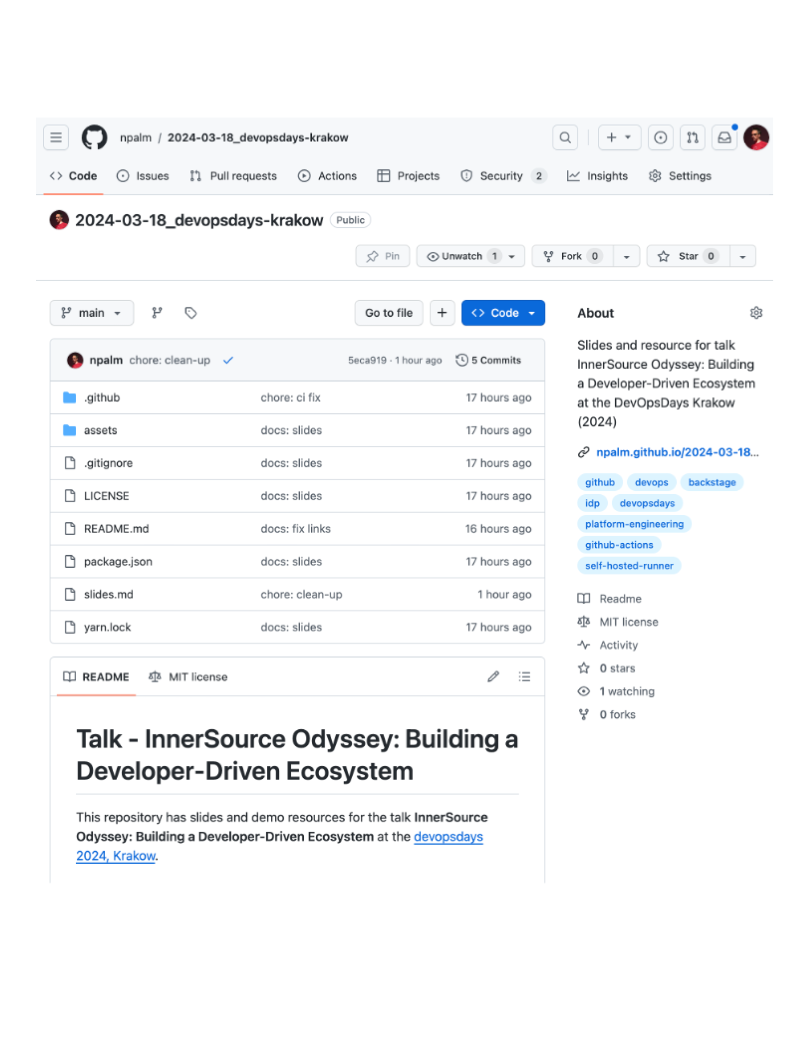 npalm / 2024-03-18_devopsdays-krakow
Code Issues Pull requests Actions Projects Security 2 Insights Settings
2024-03-18_devopsdays-krakow Public
Pin Unwatch 1 Fork 0 Star 0
main Go to file + Code
npalm chore: clean-up 5eca919 · 1 hour ago 5 Commits
.github chore: ci fix 17 hours ago
assets docs: slides 17 hours ago
.gitignore docs: slides 17 hours ago
LICENSE docs: slides 17 hours ago
README.md docs: fix links 16 hours ago
package.json docs: slides 17 hours ago
slides.md chore: clean-up 1 hour ago
yarn.lock docs: slides 17 hours ago
README MIT license
Talk - InnerSource Odyssey: Building a
Developer-Driven Ecosystem
This repository has slides and demo resources for the talk InnerSource
Odyssey: Building a Developer-Driven Ecosystem at the devopsdays
2024, Krakow.
About
Slides and resource for talk
InnerSource Odyssey: Building
a Developer-Driven Ecosystem
at the DevOpsDays Krakow
(2024)
npalm.github.io/2024-03-18...
github devops backstage
idp devopsdays
platform-engineering
github-actions
self-hosted-runner
Readme
MIT license
Activity
0 stars
1 watching
0 forks